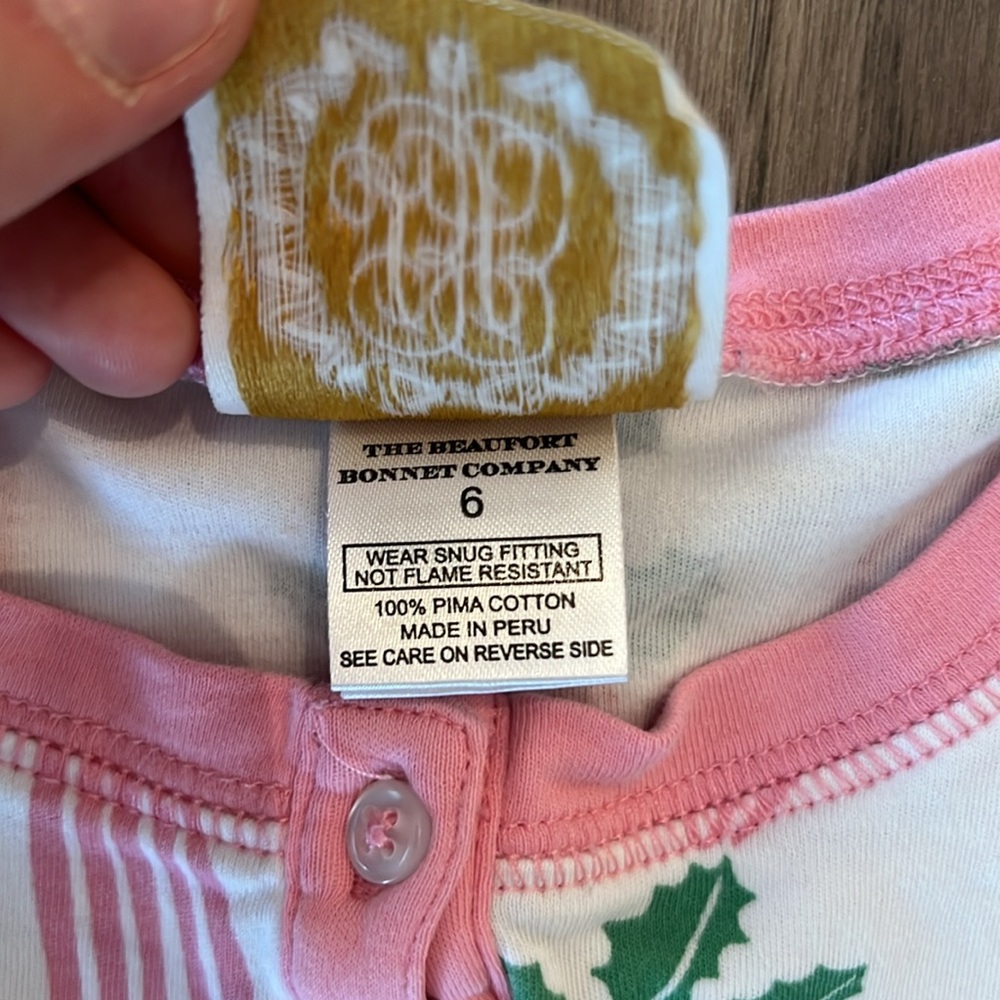 THE BEAUFORT
BONNET COMPANY
6
WEAR SNUG FITTING
NOT FLAME RESISTANT
100% PIMA COTTON
MADE IN PERU
SEE CARE ON REVERSE SIDE